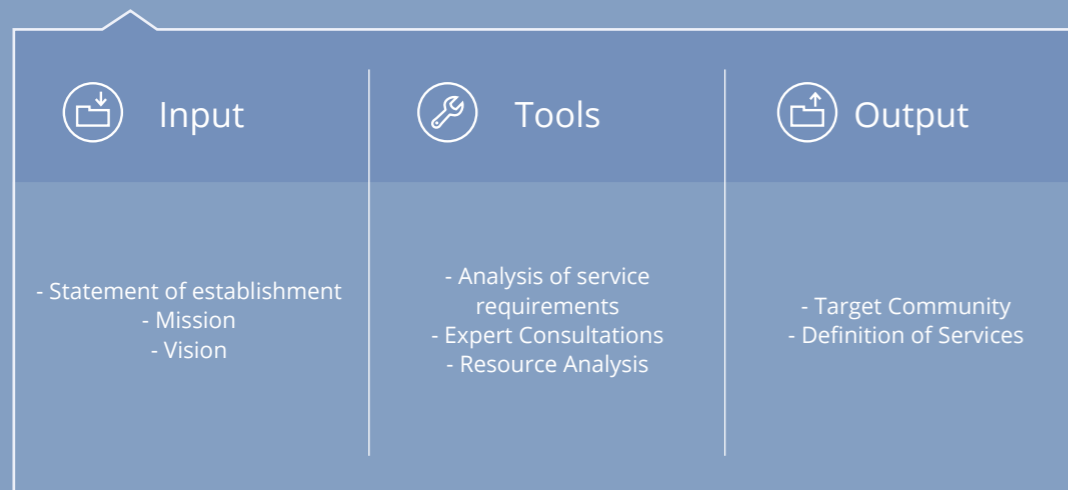 Input
- Statement of establishment
- Mission
- Vision
Tools
- Analysis of service
requirements
- Expert Consultations
- Resource Analysis
Output
- Target Community
- Definition of Services